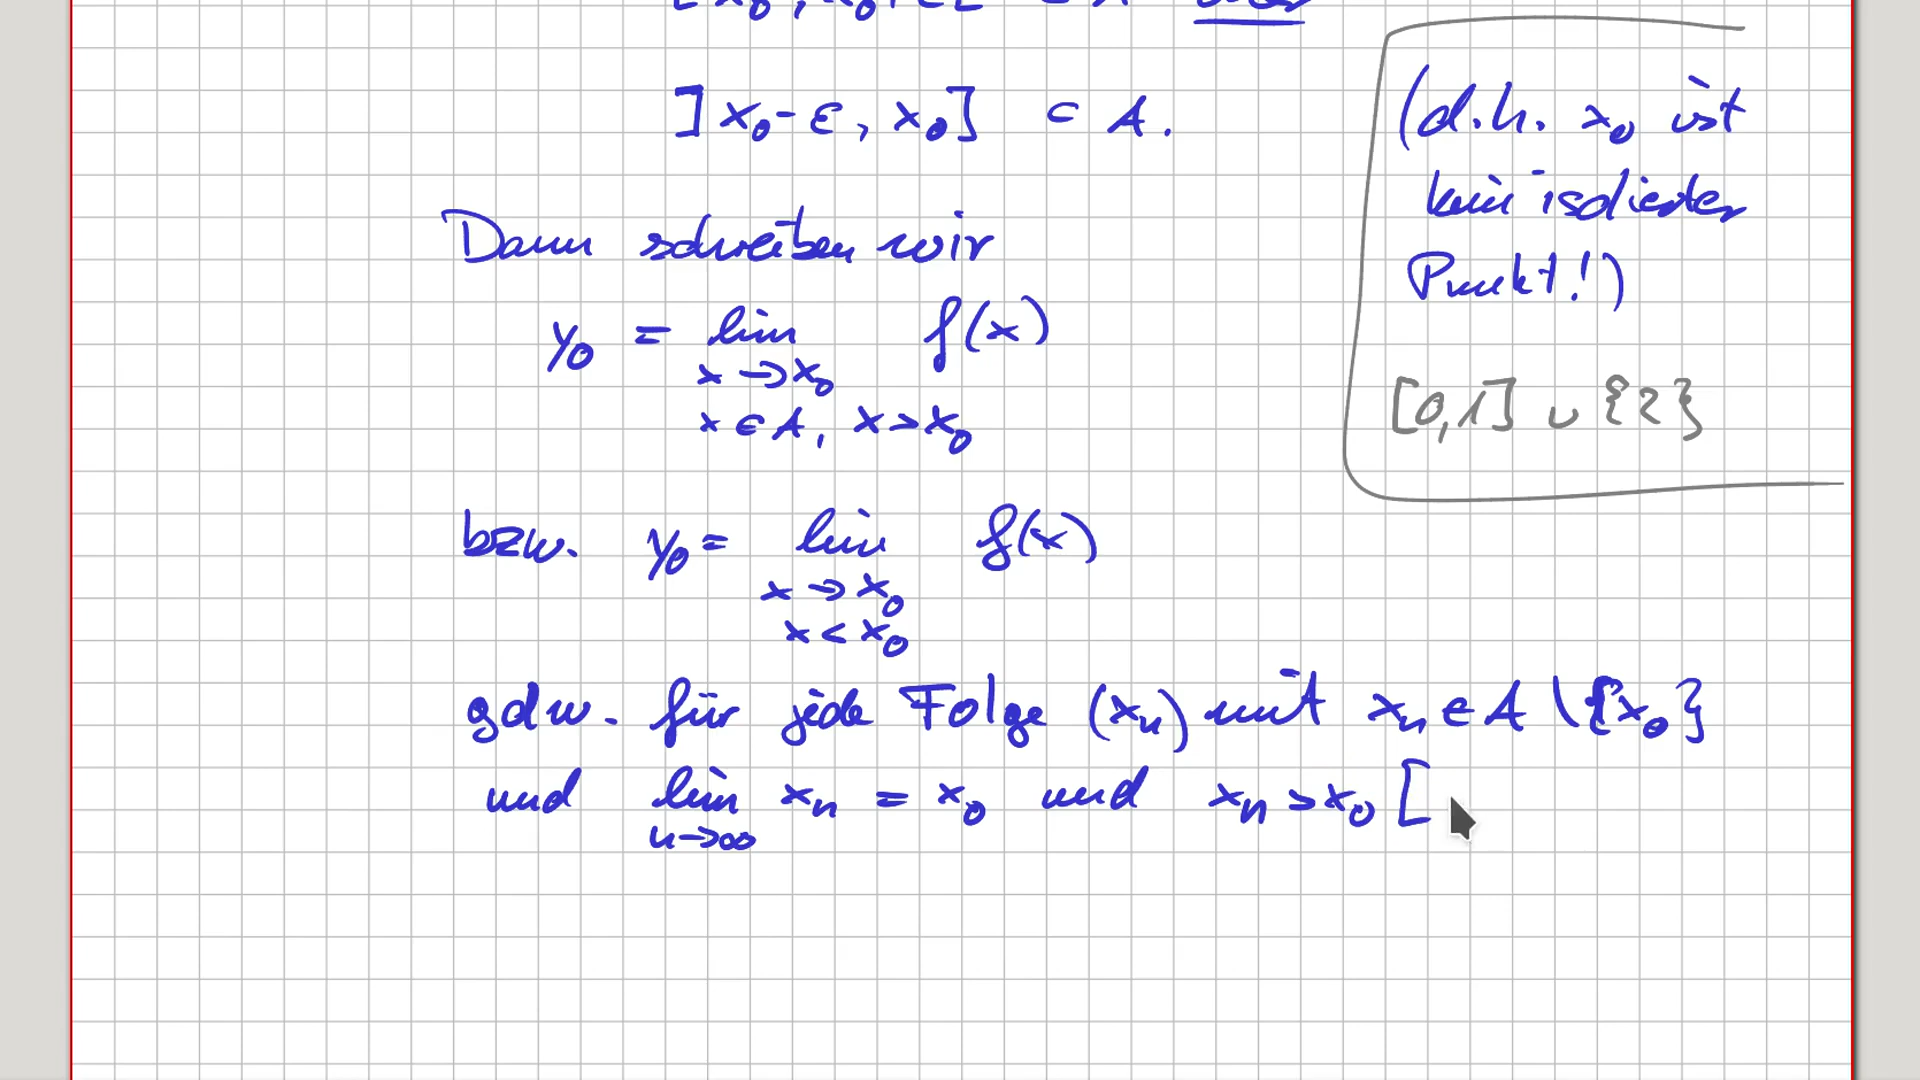 ]x₀-ε, x₀] ⊂ A.
(d.h. x₀ ist
kein isolierter
Punkt!)
[0,1] ∪ {2}
Dann schreiben wir
y₀ = lim f(x)
x → x₀
x ∈ A, x > x₀
bzw. y₀ = lim f(x)
x → x₀
x < x₀
gdw. für jede Folge (xₙ) mit xₙ ∈ A \ {x₀}
und lim xₙ = x₀ und xₙ > x₀ [
n→∞